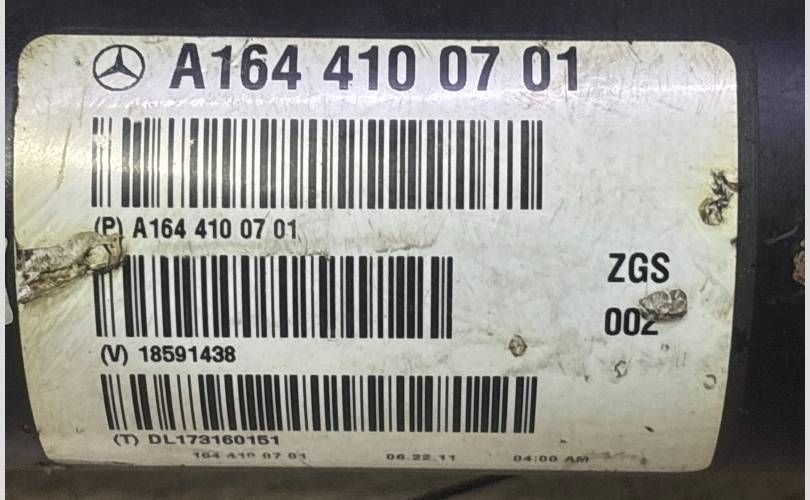 A164 410 07 01
(P) A164 410 07 01
ZGS
002
(V) 18591438
(T) DL173160151
164 410 07 01 06.22.11 04:00 AM